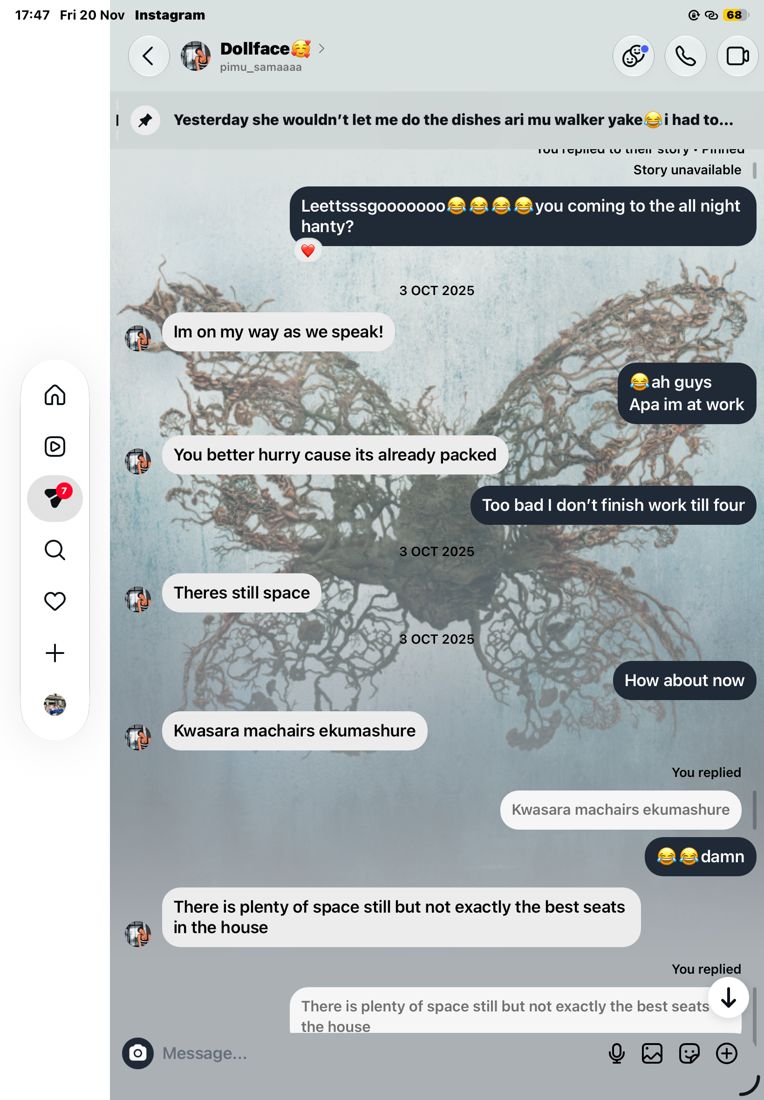 17:47 Fri 20 Nov Instagram
68
Dollface🥰
pimu_samaaaa
Yesterday she wouldn’t let me do the dishes ari mu walker yake😂i had to...
You replied to their story • Pinned
Story unavailable
Leettsssgooooooo😂😂😂😂you coming to the all night
hanty?
3 OCT 2025
Im on my way as we speak!
😂ah guys
Apa im at work
You better hurry cause its already packed
Too bad I don’t finish work till four
3 OCT 2025
7
Theres still space
3 OCT 2025
How about now
Kwasara machairs ekumashure
You replied
Kwasara machairs ekumashure
😂😂damn
There is plenty of space still but not exactly the best seats
in the house
You replied
There is plenty of space still but not exactly the best seats
the house
Message...